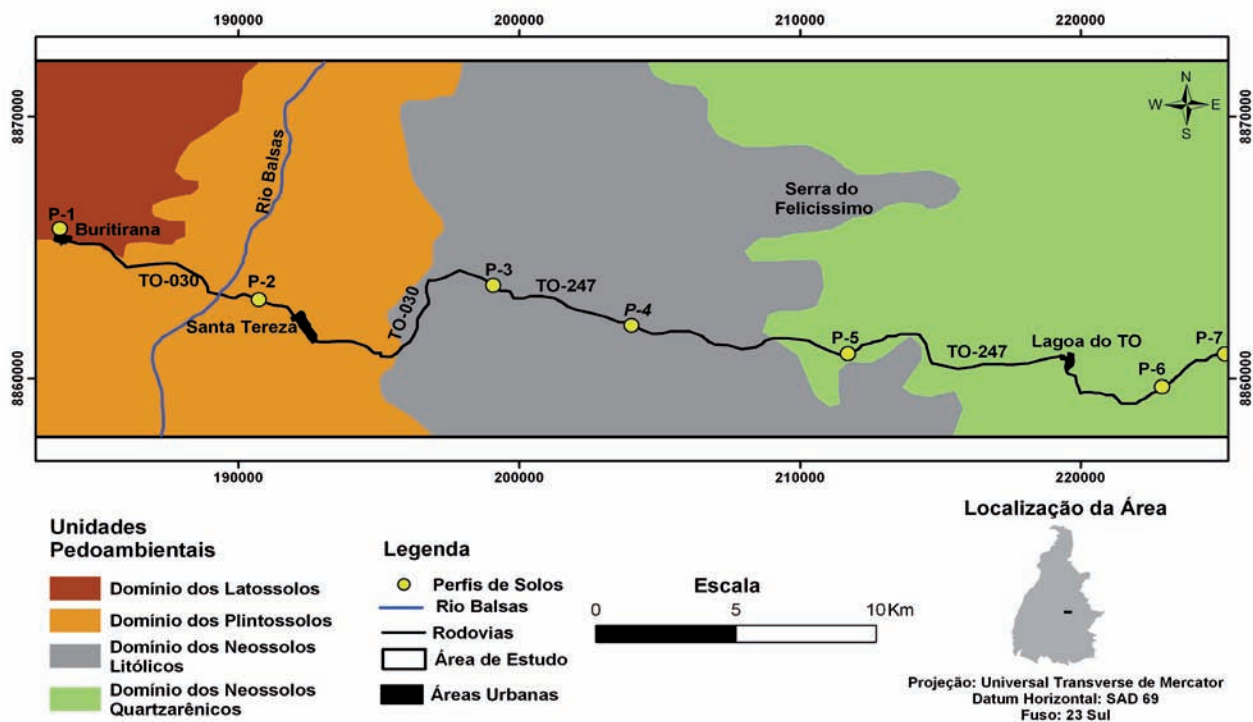 190000
200000
210000
220000
8870000
8870000
N
W E
S
Rio Balsas
Serra do
Felicissimo
P-1
Buritirana
TO-030
P-2
Santa Tereza
TO-030
P-3
TO-247
P-4
P-5
TO-247
Lagoa do TO
P-6
P-7
8860000
8860000
190000
200000
210000
220000
Unidades
Pedoambientais
Domínio dos Latossolos
Domínio dos Plintossolos
Domínio dos Neossolos
Litólicos
Domínio dos Neossolos
Quartzarênicos
Legenda
Perfis de Solos
Rio Balsas
Rodovias
Área de Estudo
Áreas Urbanas
Escala
0 5 10 Km
Localização da Área
Projeção: Universal Transverse de Mercator
Datum Horizontal: SAD 69
Fuso: 23 Sul